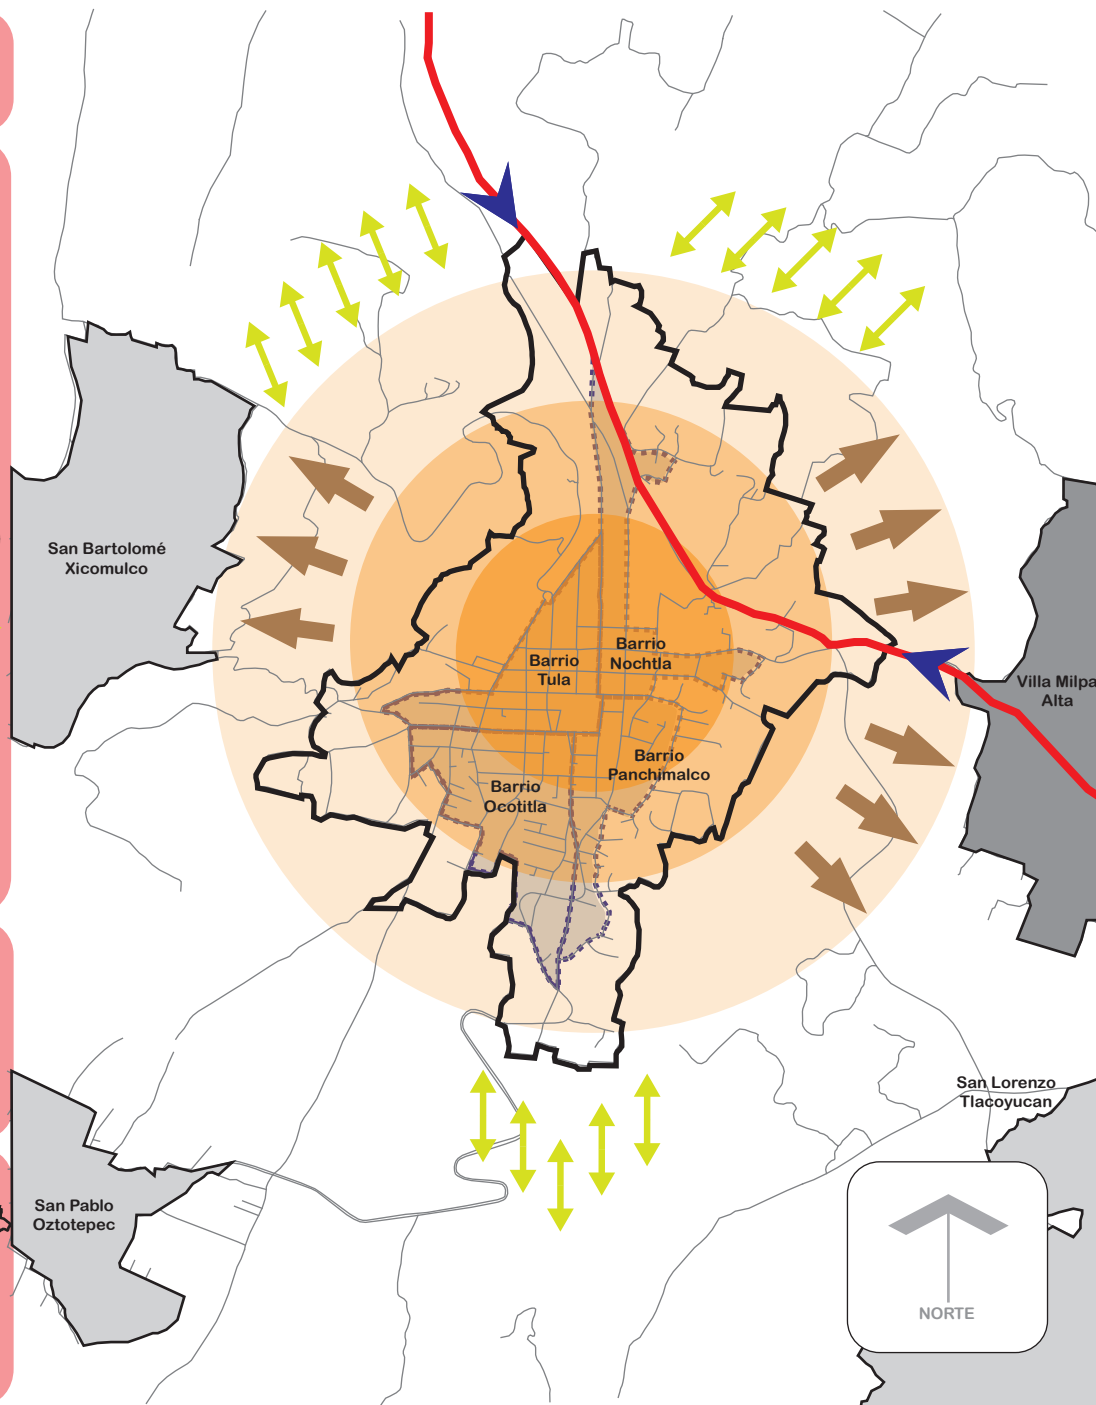 San Bartolomé
Xicomulco
Barrio
Nochtla
Barrio
Tula
Villa Milpa
Alta
Barrio
Panchimalco
Barrio
Ocotitla
San Lorenzo
Tlacoyucan
San Pablo
Oztotepec
NORTE